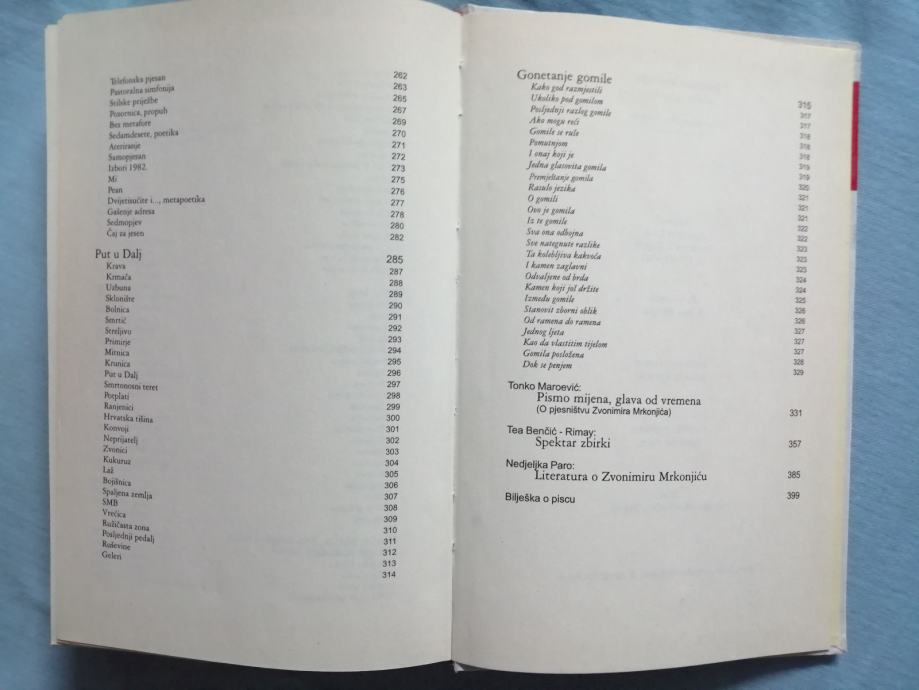 Telefonska pjesan 262
Pastoralna simfonija 263
Stilske priježbe 265
Pozornica, propuh 267
Bez metafore 269
Sedamdesete, poetika 270
Ateriranje 271
Samopjesan 272
Izbori 1982. 273
Mi 275
Pean 276
Dvijetisućite i..., metapoetika 277
Galenje adresa 278
Sedmopjev 280
Čaj za jesen 282
Put u Dalj 285
Krava 287
Krmača 288
Uzbuna 289
Sklonište 290
Bolnica 291
Smrtić 292
Streljivo 293
Primirje 294
Mitnica 295
Krunica 296
Put u Dalj 297
Smrtonosni teret 298
Potplati 299
Ranjenici 300
Hrvatska tišina 301
Konvoji 302
Neprijatelj 303
Zvonici 304
Kukuruz 305
Laž 306
Bojišnica 307
Spaljena zemlja 308
SMB 309
Vrećica 310
Ružičasta zona 311
Posljednji pedalj 312
Ruševine 313
Geleri 314
Gonetanje gomile 315
Kako god razmjestili 317
Ukoliko pod gomilom 317
Posljednji razlog gomile 318
Ako mogu reći 318
Gomile se ruše 318
Pomutnjom 319
I onaj koji je 319
Jedna glasovita gomila 320
Premještanje gomila 321
Rasulo jezika 321
O gomili 321
Ovo je gomila 322
Iz te gomile 322
Sva ona odbojna 323
Sve nategnute razlike 323
Ta kolebljiva kakvoća 323
I kamen zaglavni 324
Odvaljene od brda 324
Kamen koji još držite 325
Između gomile 326
Stanovit zborni oblik 326
Od ramena do ramena 327
Jednog ljeta 327
Kao da vlastitim tijelom 327
Gomila posložena 328
Dok se penjem 329
Tonko Maroević:
Pismo mijena, glava od vremena
(O pjesništvu Zvonimira Mrkonjića) 331
Tea Benčić - Rimay:
Spektar zbirki 357
Nedjeljka Paro:
Literatura o Zvonimiru Mrkonjiću 385
Bilješka o piscu 399